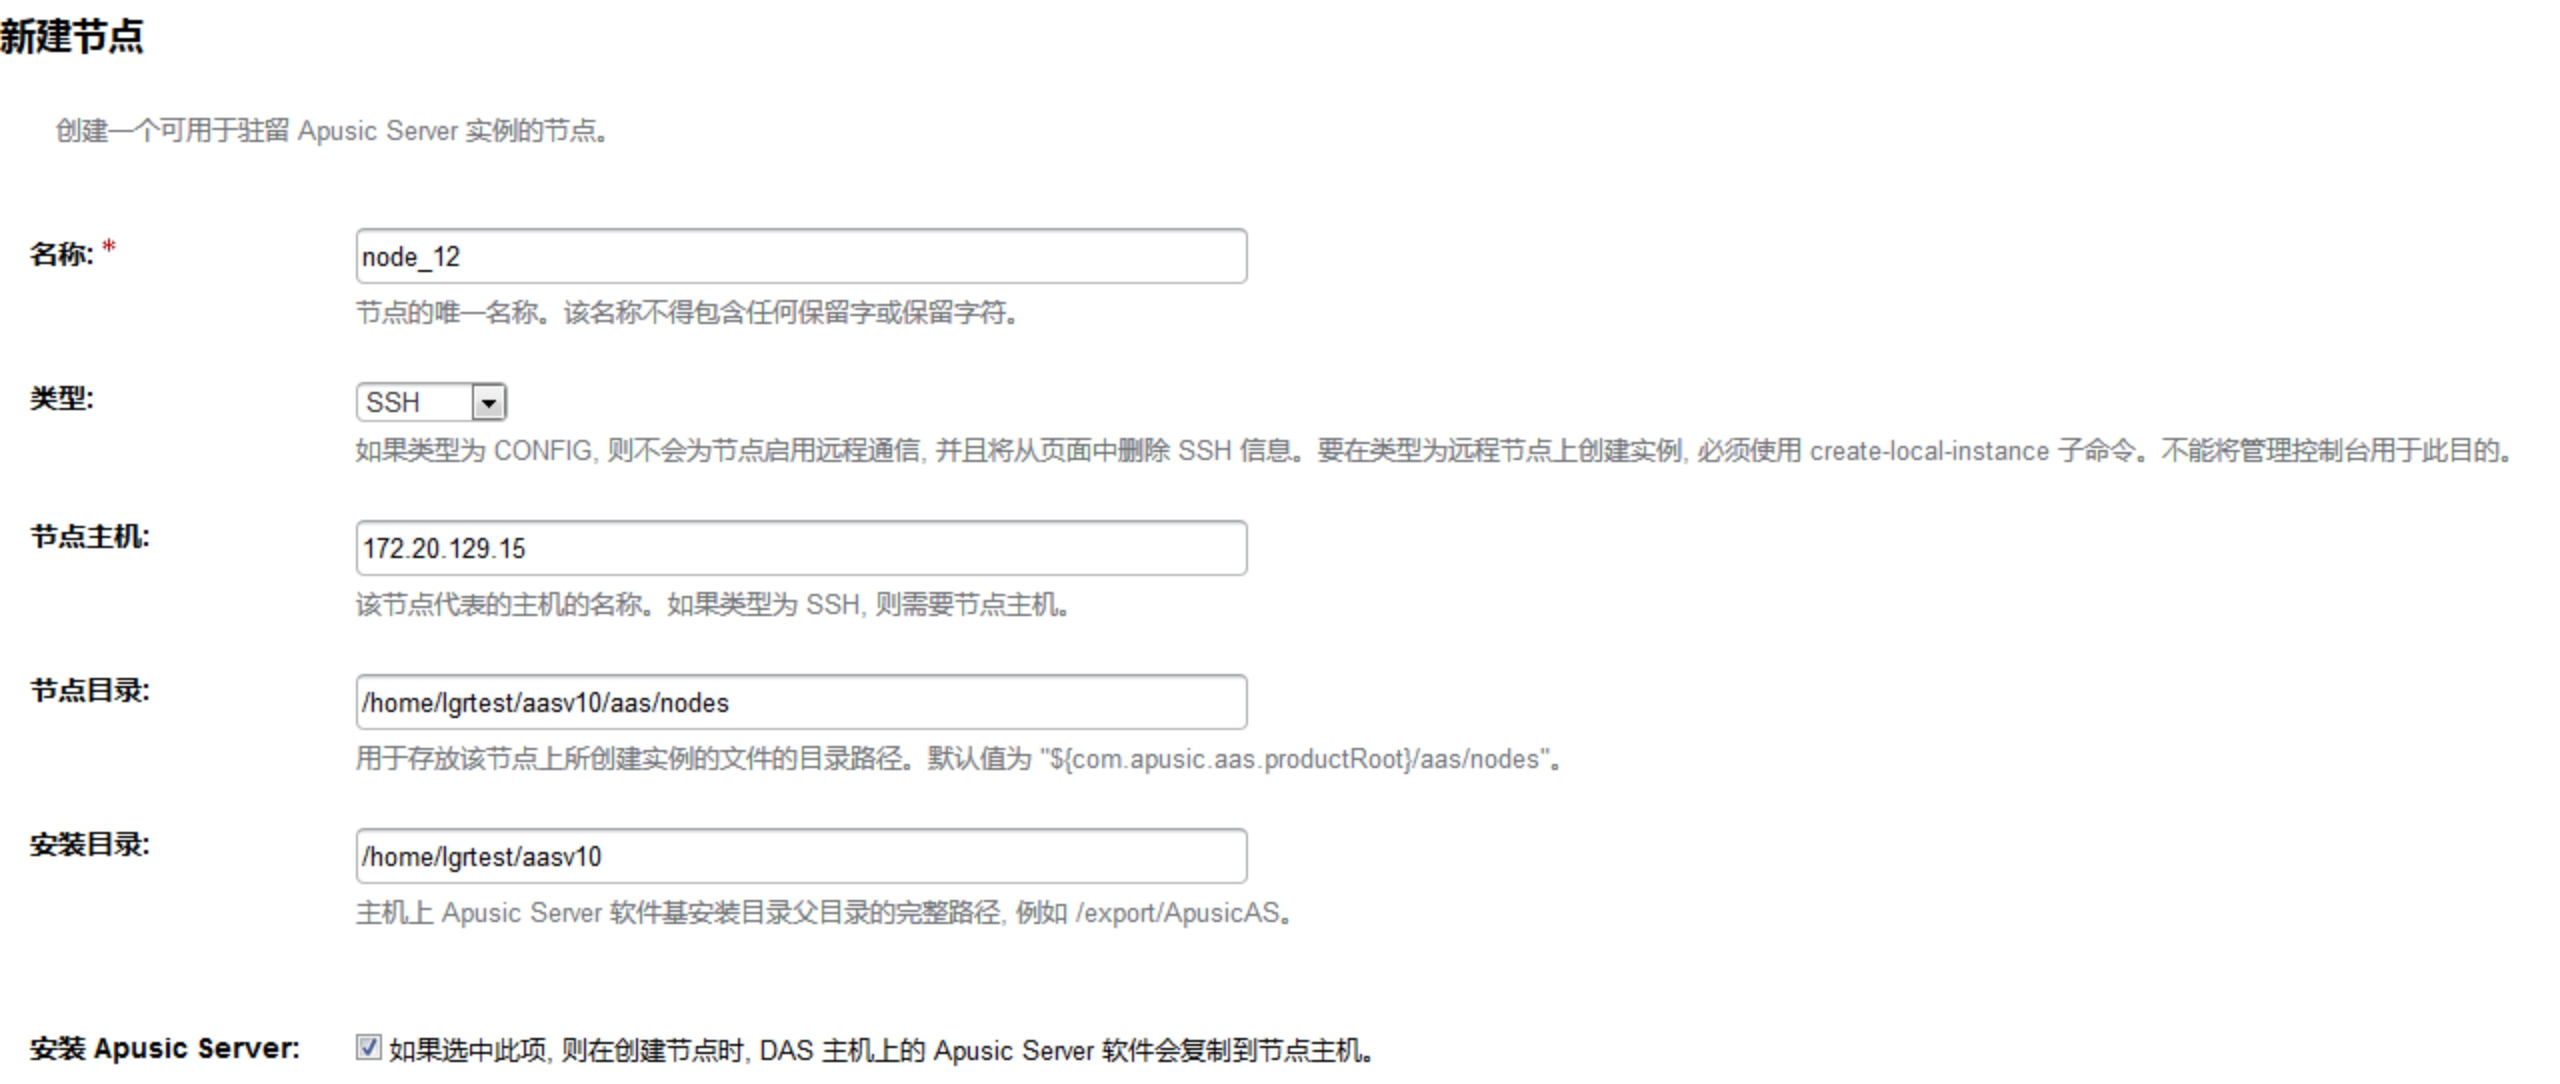 新建节点
创建一个可用于驻留 Apusic Server 实例的节点。
名称: *
node_12
节点的唯一名称。该名称不得包含任何保留字或保留字符。
类型:
SSH
如果类型为 CONFIG, 则不会为节点启用远程通信, 并且将从页面中删除 SSH 信息。要在类型为远程节点上创建实例, 必须使用 create-local-instance 子命令。不能将管理控制台用于此目的。
节点主机:
172.20.129.15
该节点代表的主机的名称。如果类型为 SSH, 则需要节点主机。
节点目录:
/home/lgrtest/aasv10/aas/nodes
用于存放该节点上所创建实例的文件的目录路径。默认值为 "${com.apusic.aas.productRoot}/aas/nodes"。
安装目录:
/home/lgrtest/aasv10
主机上 Apusic Server 软件基安装目录父目录的完整路径, 例如 /export/ApusicAS。
安装 Apusic Server:
如果选中此项, 则在创建节点时, DAS 主机上的 Apusic Server 软件会复制到节点主机。